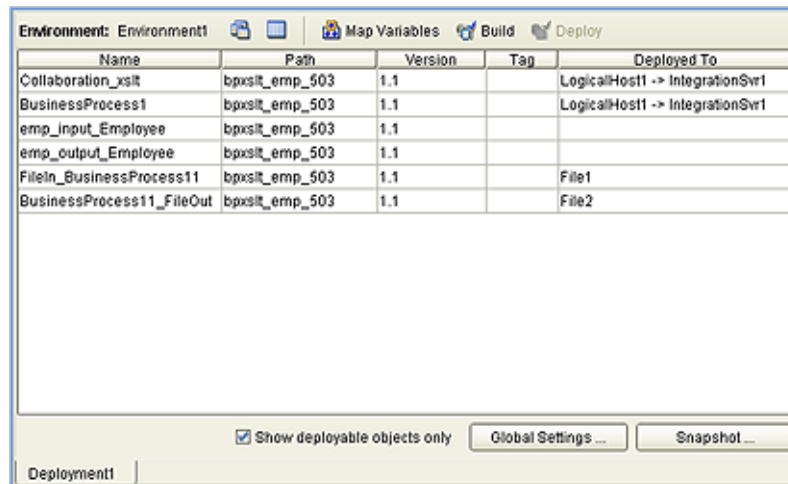 Environment: Environment1 Map Variables Build Deploy
Name Path Version Tag Deployed To
Collaboration_xslt bpxslt_emp_503 1.1 LogicalHost1 -> IntegrationSvr1
BusinessProcess1 bpxslt_emp_503 1.1 LogicalHost1 -> IntegrationSvr1
emp_input_Employee bpxslt_emp_503 1.1
emp_output_Employee bpxslt_emp_503 1.1
FileIn_BusinessProcess11 bpxslt_emp_503 1.1 File1
BusinessProcess11_FileOut bpxslt_emp_503 1.1 File2
Show deployable objects only Global Settings ... Snapshot ...
Deployment1